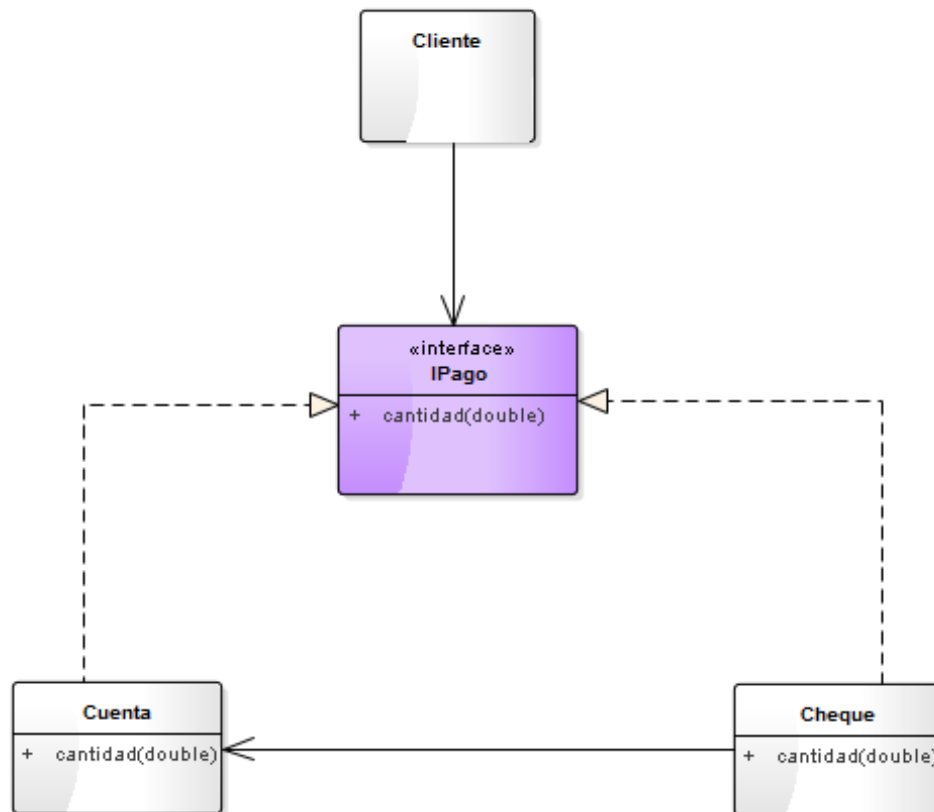 Cliente
«interface»
IPago
+ cantidad(double)
Cuenta
+ cantidad(double)
Cheque
+ cantidad(double)